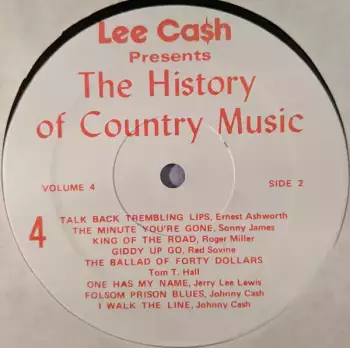 Lee Ca$h
Presents
The History
of Country Music
VOLUME 4
SIDE 2
4
TALK BACK TREMBLING LIPS, Ernest Ashworth
THE MINUTE YOU'RE GONE, Sonny James
KING OF THE ROAD, Roger Miller
GIDDY UP GO, Red Sovine
THE BALLAD OF FORTY DOLLARS
Tom T. Hall
ONE HAS MY NAME, Jerry Lee Lewis
FOLSOM PRISON BLUES, Johnny Cash
I WALK THE LINE, Johnny Cash